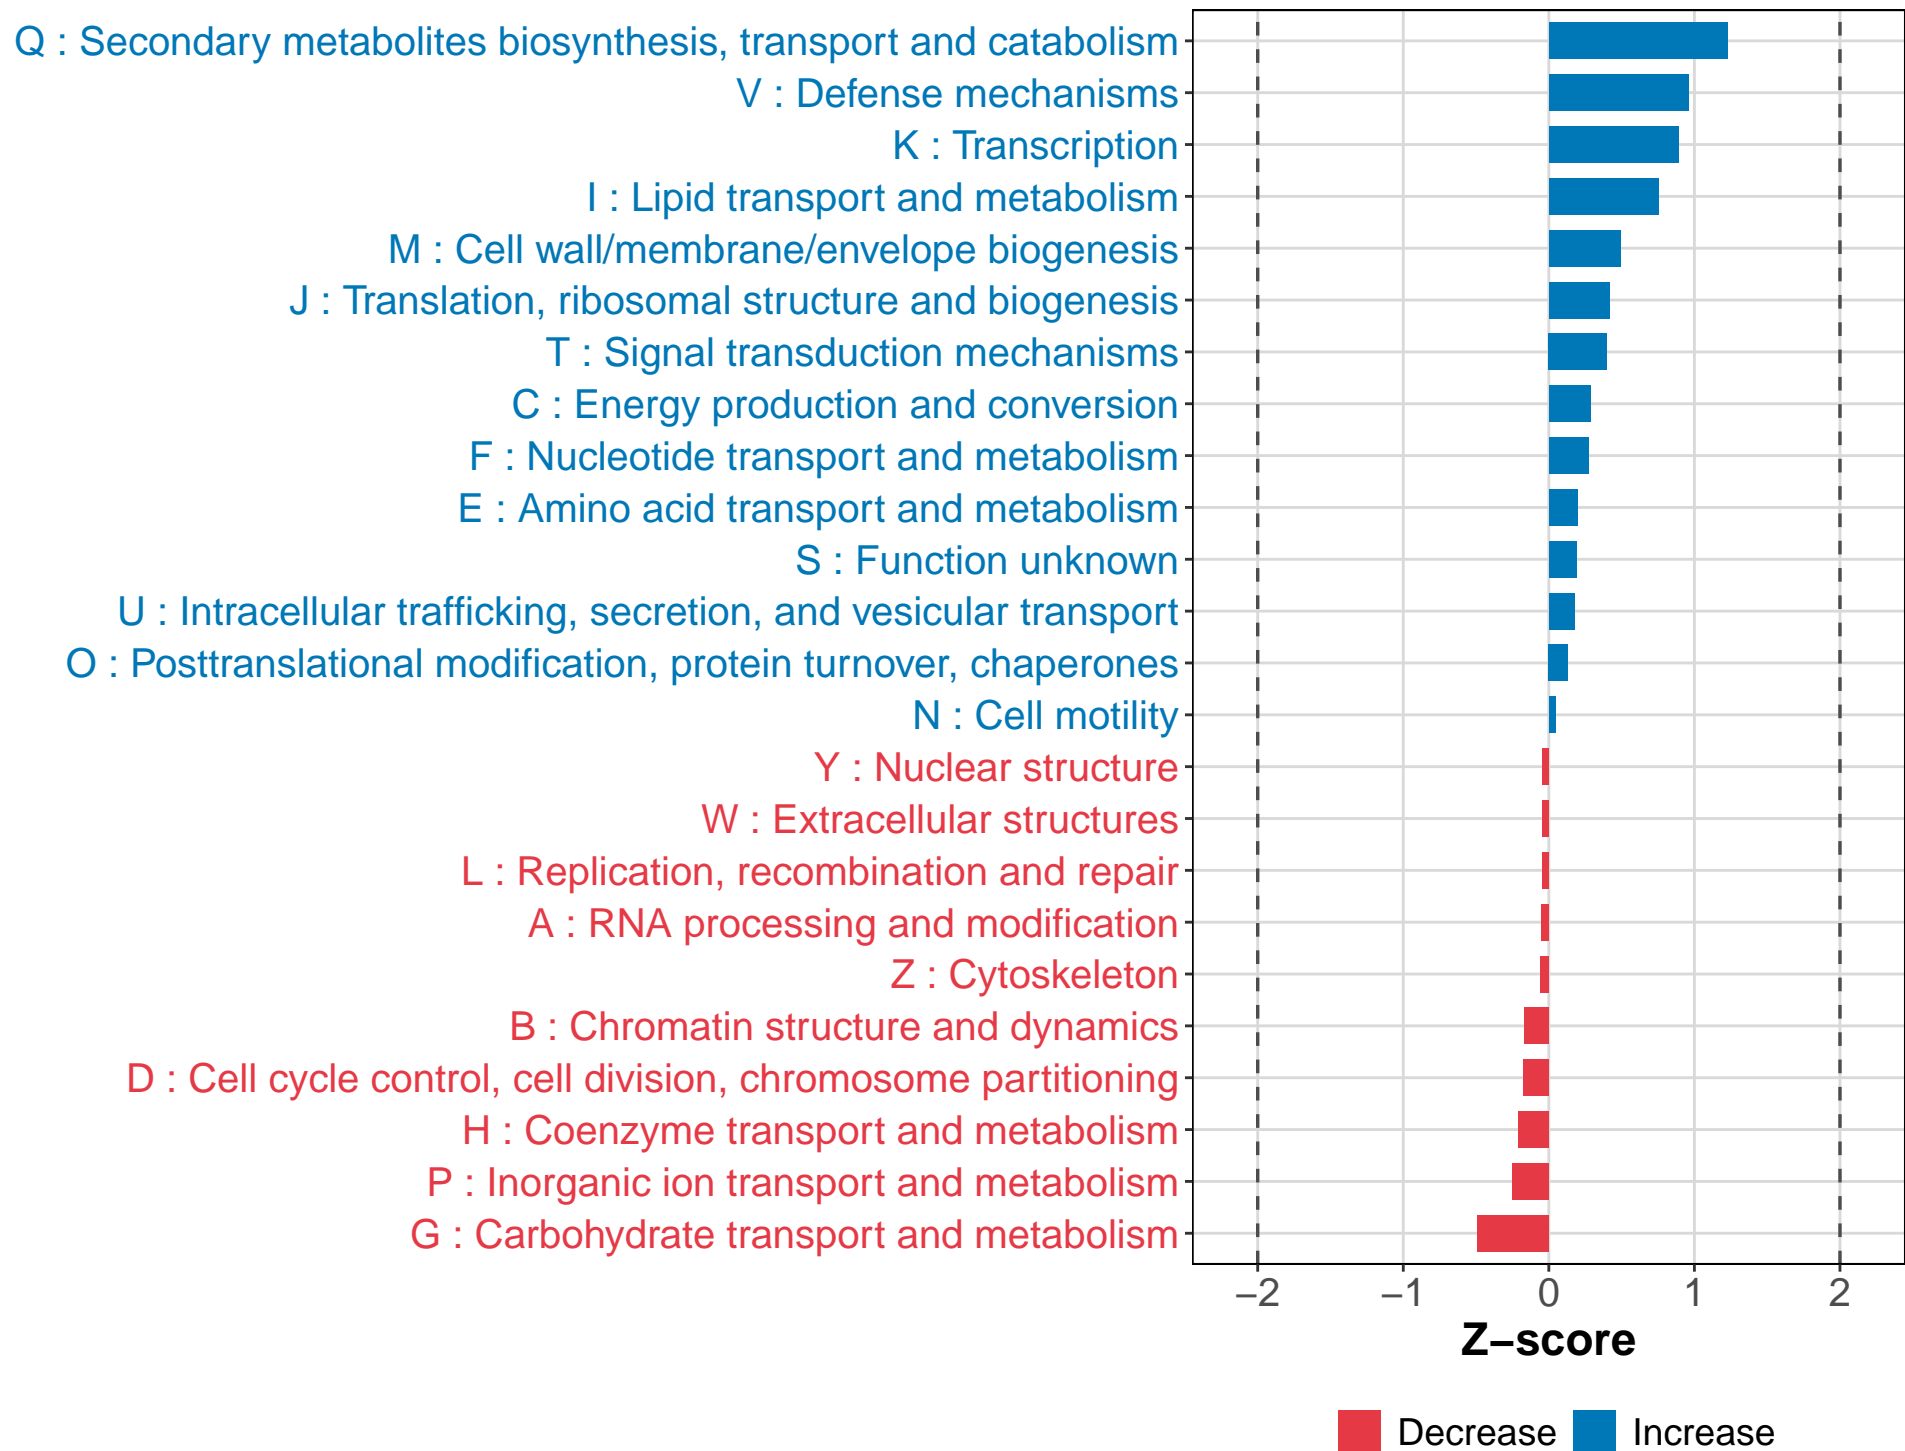 Q : Secondary metabolites biosynthesis, transport and catabolism
V : Defense mechanisms
K : Transcription
I : Lipid transport and metabolism
M : Cell wall/membrane/envelope biogenesis
J : Translation, ribosomal structure and biogenesis
T : Signal transduction mechanisms
C : Energy production and conversion
F : Nucleotide transport and metabolism
E : Amino acid transport and metabolism
S : Function unknown
U : Intracellular trafficking, secretion, and vesicular transport
O : Posttranslational modification, protein turnover, chaperones
N : Cell motility
Y : Nuclear structure
W : Extracellular structures
L : Replication, recombination and repair
A : RNA processing and modification
Z : Cytoskeleton
B : Chromatin structure and dynamics
D : Cell cycle control, cell division, chromosome partitioning
H : Coenzyme transport and metabolism
P : Inorganic ion transport and metabolism
G : Carbohydrate transport and metabolism
−2 −1 0 1 2
Z−score
Decrease Increase